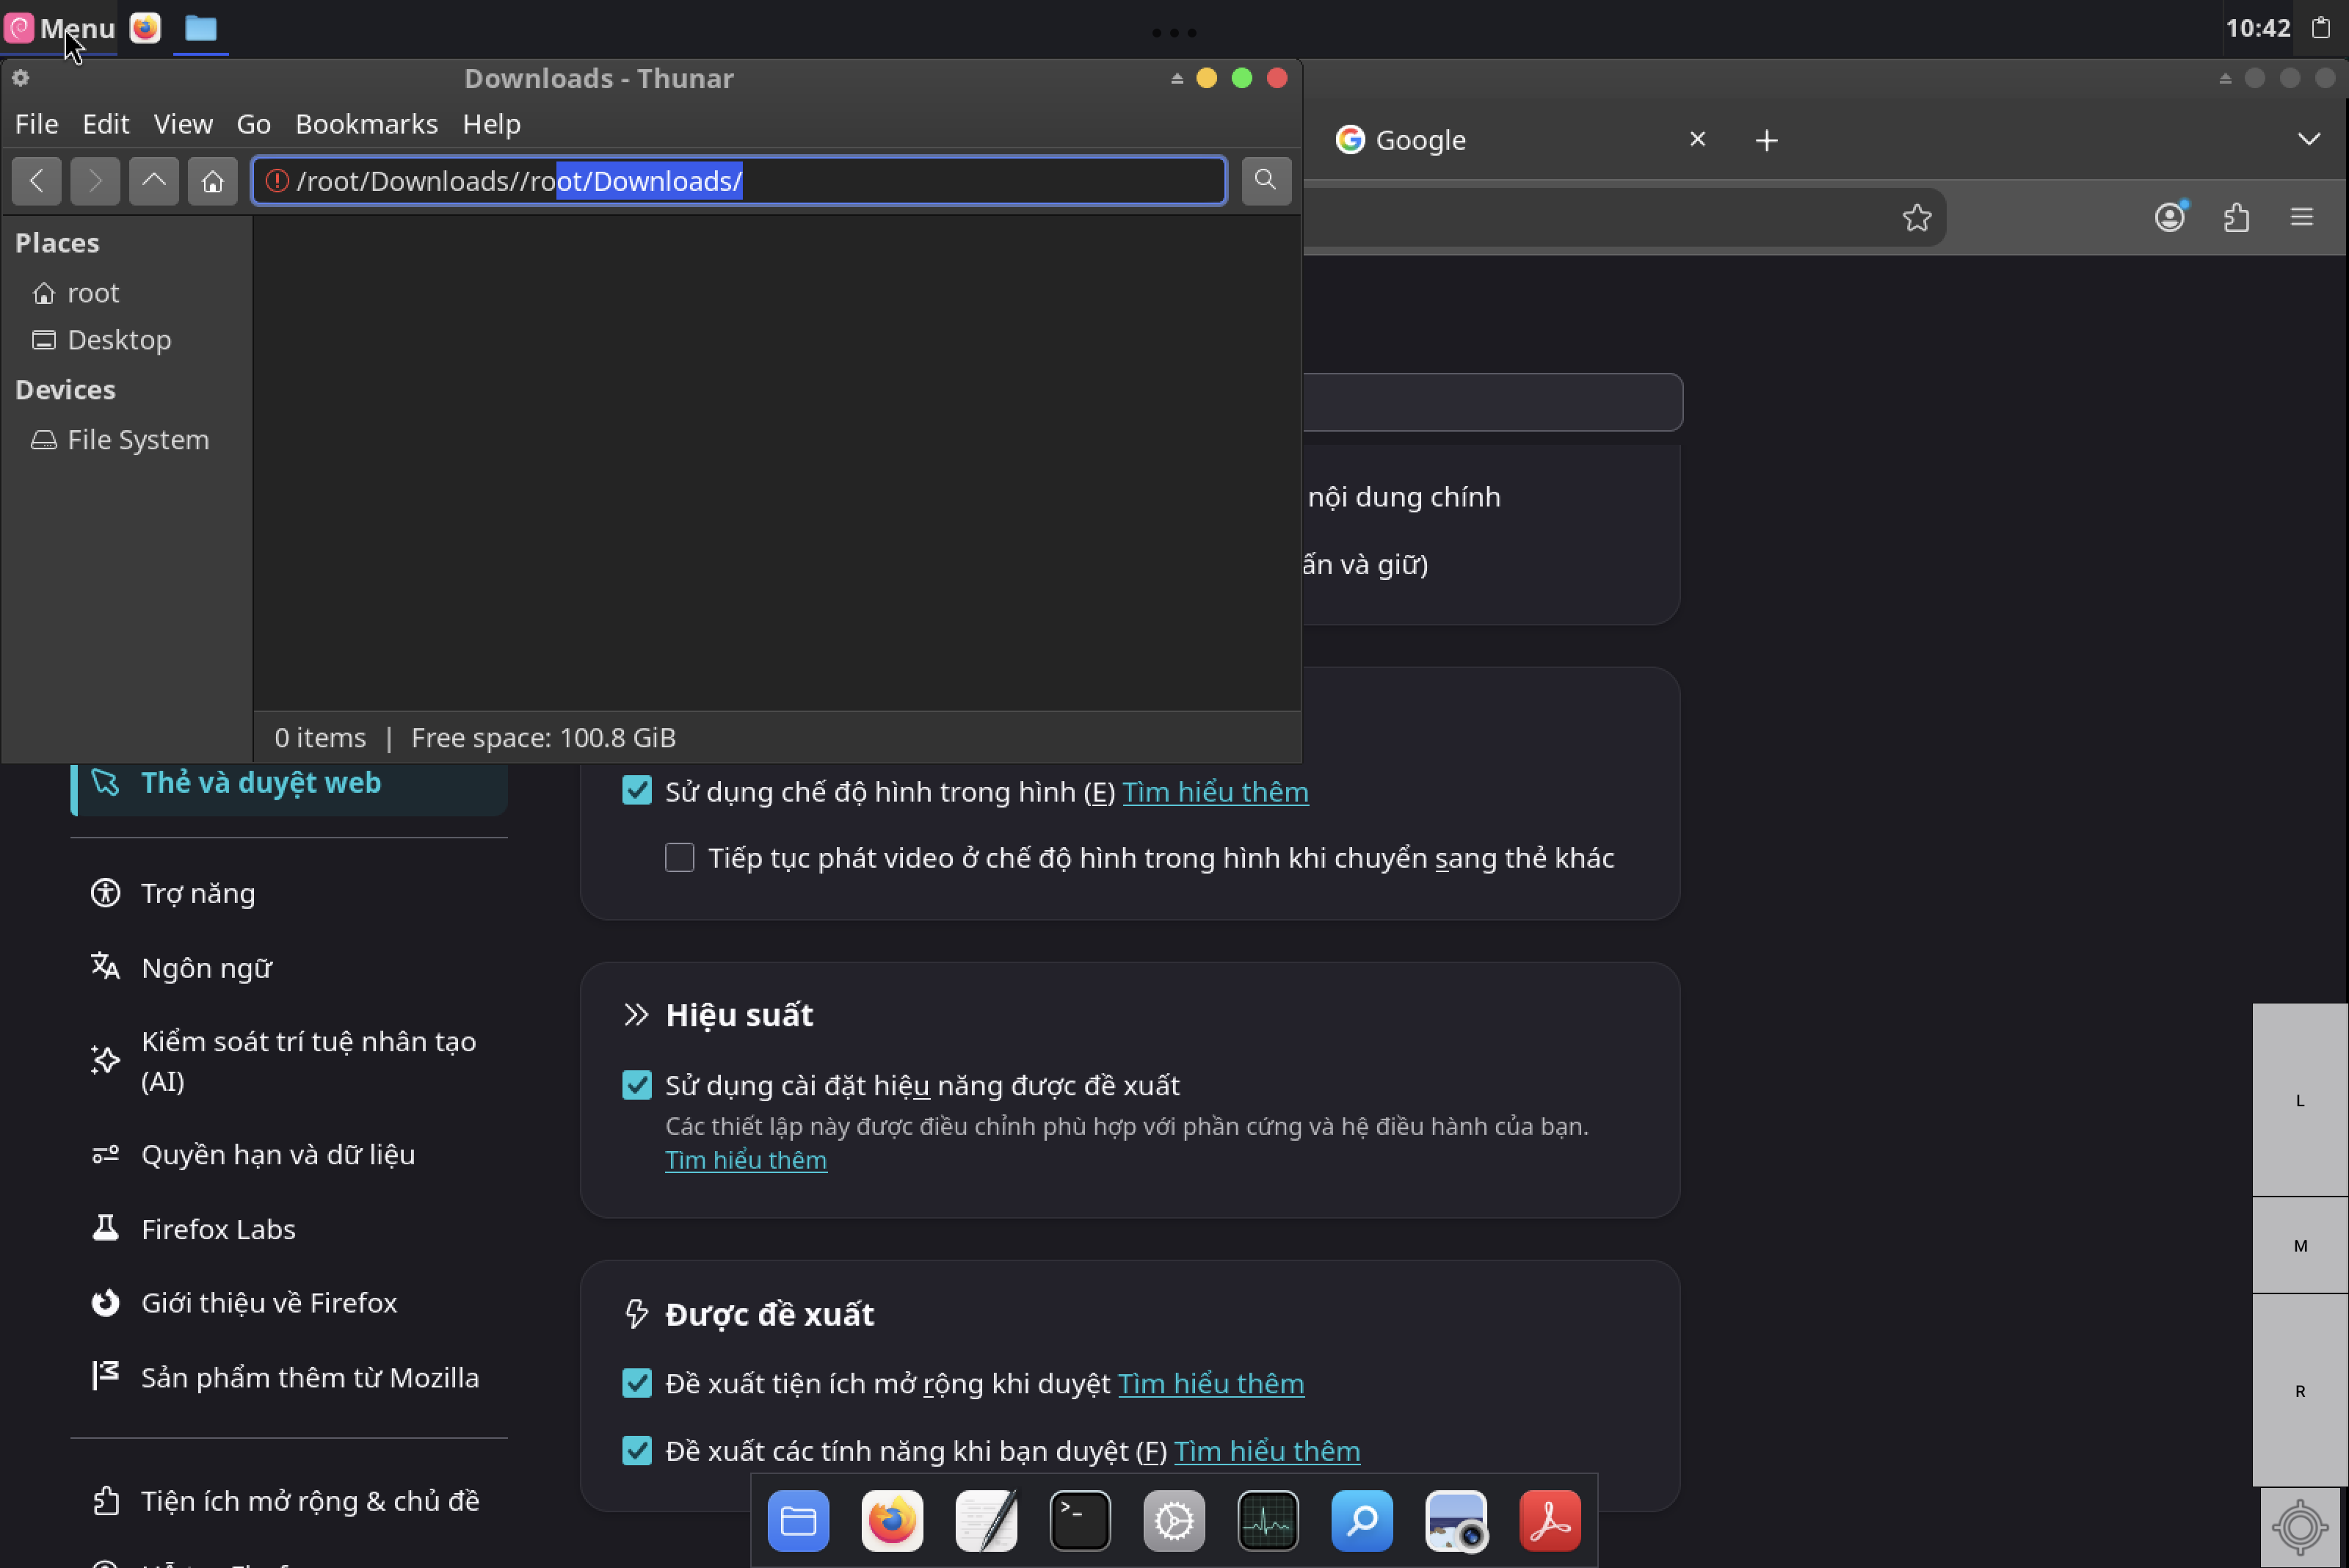 Menu
10:42
Downloads - Thunar
File Edit View Go Bookmarks Help
Google
/root/Downloads//root/Downloads/
Places
root
Desktop
Devices
File System
nội dung chính
ấn và giữ)
0 items | Free space: 100.8 GiB
Thẻ và duyệt web
Trợ năng
Ngôn ngữ
Kiểm soát trí tuệ nhân tạo
(AI)
Quyền hạn và dữ liệu
Firefox Labs
Giới thiệu về Firefox
Sản phẩm thêm từ Mozilla
Tiện ích mở rộng & chủ đề
Sử dụng chế độ hình trong hình (E) Tìm hiểu thêm
Tiếp tục phát video ở chế độ hình trong hình khi chuyển sang thẻ khác
Hiệu suất
Sử dụng cài đặt hiệu năng được đề xuất
Các thiết lập này được điều chỉnh phù hợp với phần cứng và hệ điều hành của bạn.
Tìm hiểu thêm
Được đề xuất
Đề xuất tiện ích mở rộng khi duyệt Tìm hiểu thêm
Đề xuất các tính năng khi bạn duyệt (F) Tìm hiểu thêm
L
M
R